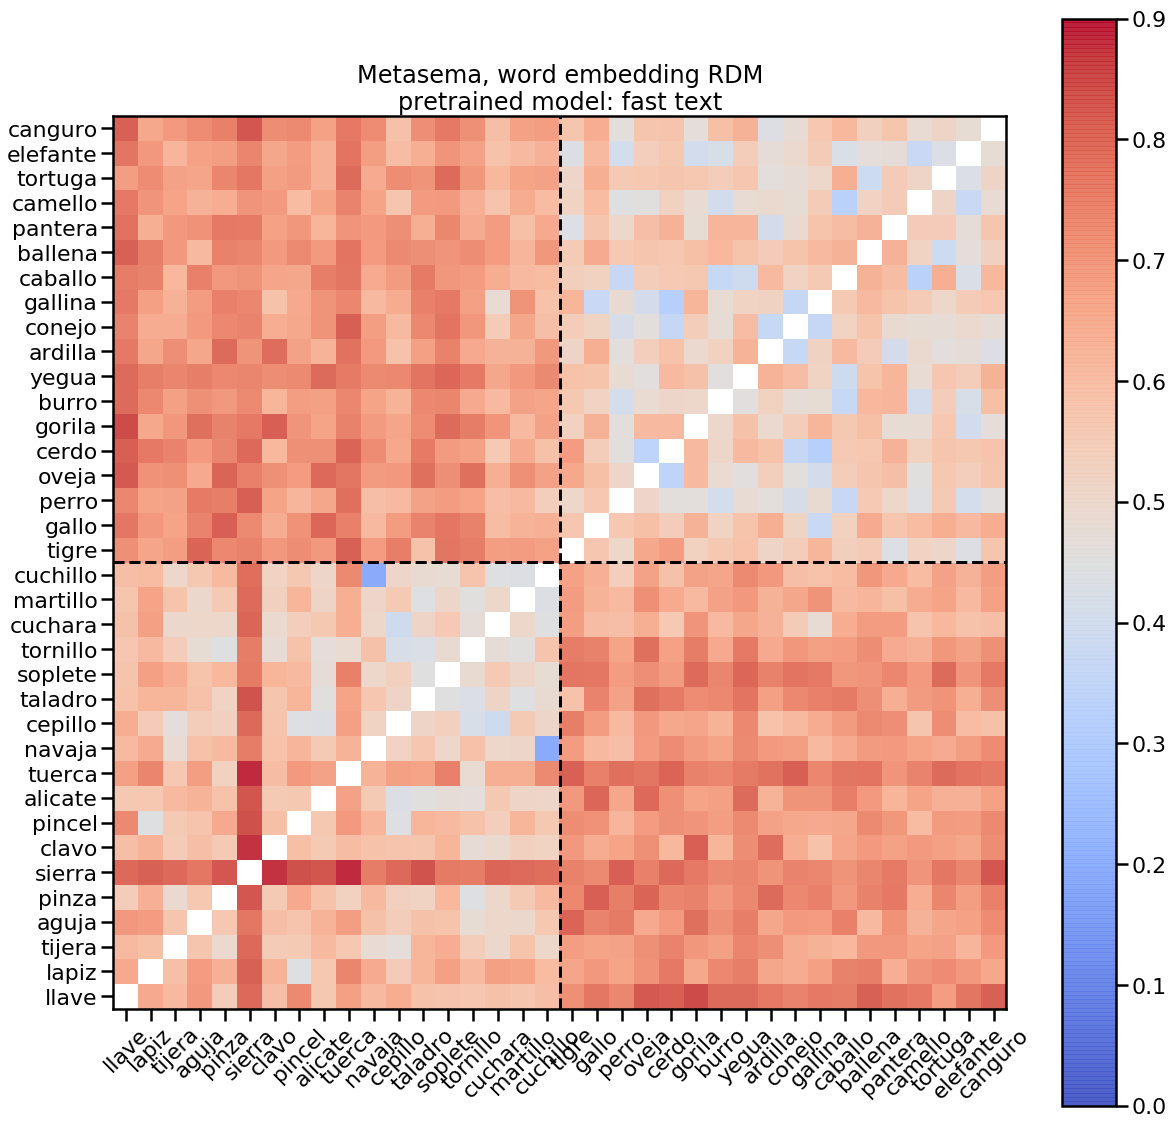 Metasema, word embedding RDM
pretrained model: fast text
canguro
elefante
tortuga
camello
pantera
ballena
caballo
gallina
conejo
ardilla
yegua
burro
gorila
cerdo
oveja
perro
gallo
tigre
cuchillo
martillo
cuchara
tornillo
soplete
taladro
cepillo
navaja
tuerca
alicate
pincel
clavo
sierra
pinza
aguja
tijera
lapiz
llave
llave
lapiz
tijera
aguja
pinza
sierra
clavo
pincel
alicate
tuerca
navaja
cepillo
taladro
soplete
tornillo
cuchara
martillo
cuchillo
tigre
gallo
perro
oveja
cerdo
gorila
burro
yegua
ardilla
conejo
gallina
caballo
ballena
pantera
camello
tortuga
elefante
canguro
0.9
0.8
0.7
0.6
0.5
0.4
0.3
0.2
0.1
0.0